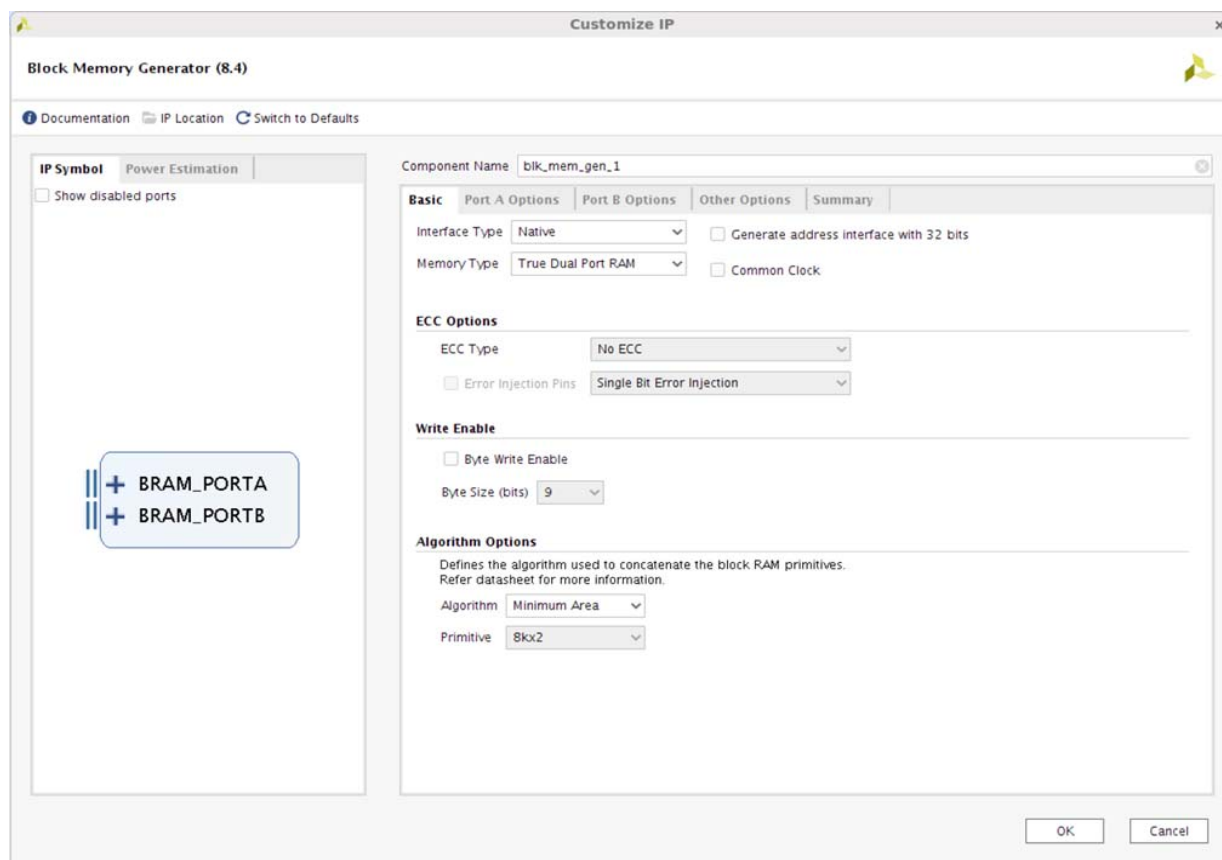 Customize IP
Block Memory Generator (8.4)
Documentation IP Location Switch to Defaults
IP Symbol Power Estimation
Show disabled ports
BRAM_PORTA
BRAM_PORTB
Component Name blk_mem_gen_1
Basic Port A Options Port B Options Other Options Summary
Interface Type Native Generate address interface with 32 bits
Memory Type True Dual Port RAM Common Clock
ECC Options
ECC Type No ECC
Error Injection Pins Single Bit Error Injection
Write Enable
Byte Write Enable
Byte Size (bits) 9
Algorithm Options
Defines the algorithm used to concatenate the block RAM primitives.
Refer datasheet for more information.
Algorithm Minimum Area
Primitive 8kx2
OK Cancel